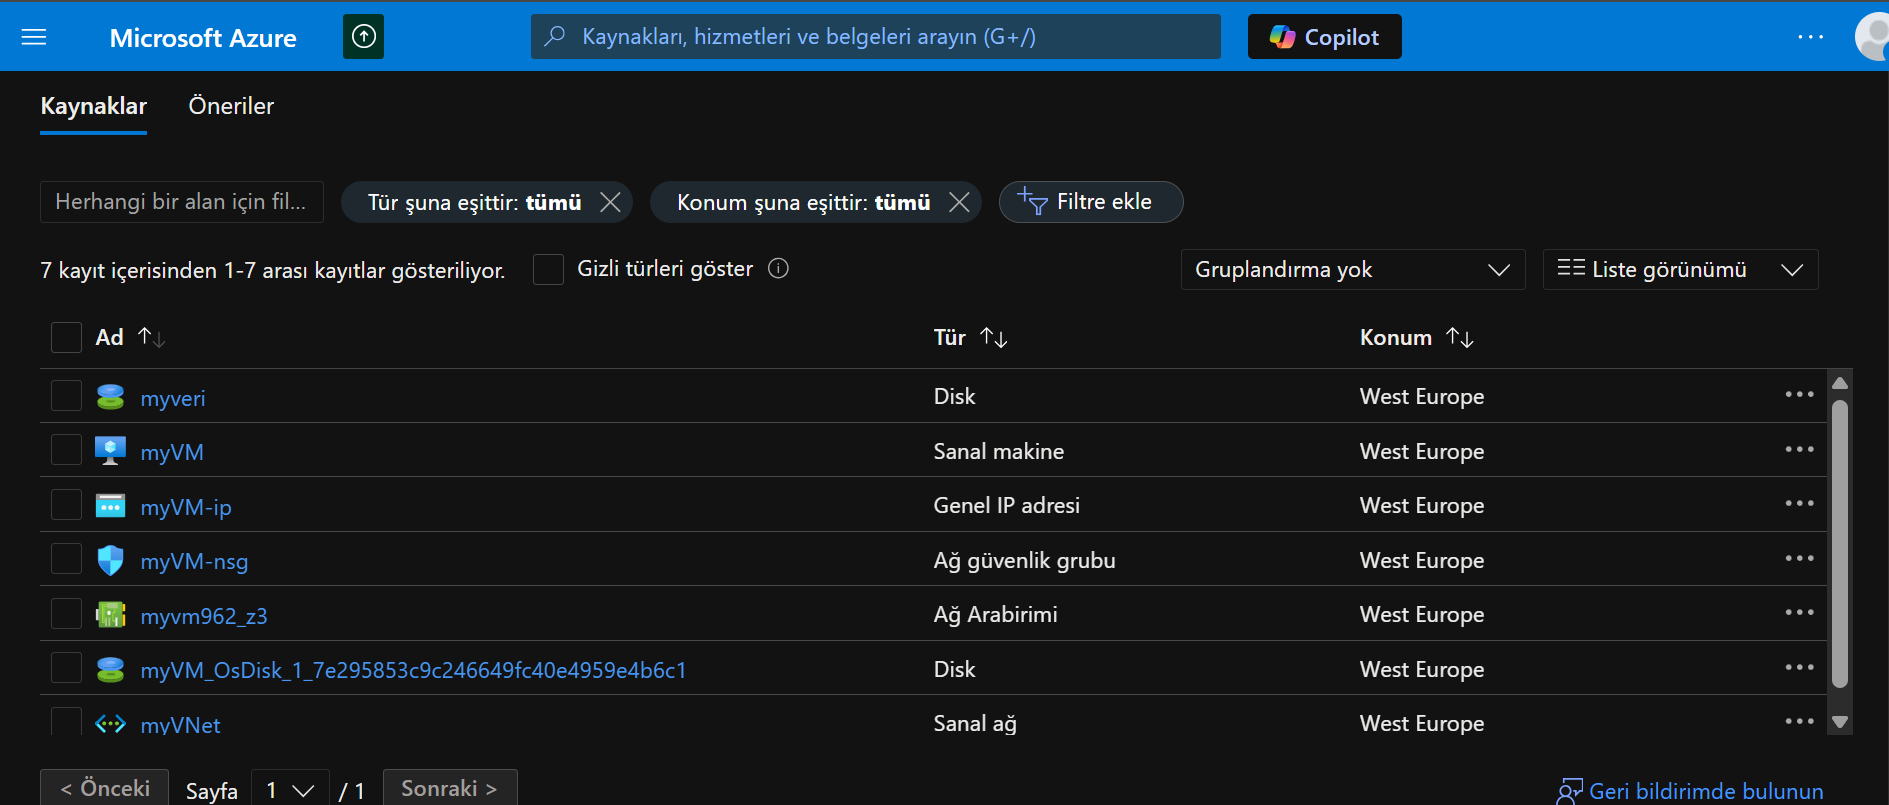 Microsoft Azure
Kaynakları, hizmetleri ve belgeleri arayın (G+/)
Copilot
Kaynaklar Öneriler
Herhangi bir alan için fil...
Tür şuna eşittir: tümü
Konum şuna eşittir: tümü
Filtre ekle
7 kayıt içerisinden 1-7 arası kayıtlar gösteriliyor.
Gizli türleri göster
Gruplandırma yok
Liste görünümü
Ad Tür Konum
myveri Disk West Europe
myVM Sanal makine West Europe
myVM-ip Genel IP adresi West Europe
myVM-nsg Ağ güvenlik grubu West Europe
myvm962_z3 Ağ Arabirimi West Europe
myVM_OsDisk_1_7e295853c9c246649fc40e4959e4b6c1 Disk West Europe
myVNet Sanal ağ West Europe
< Önceki Sayfa 1 / 1 Sonraki >
Geri bildirimde bulunun